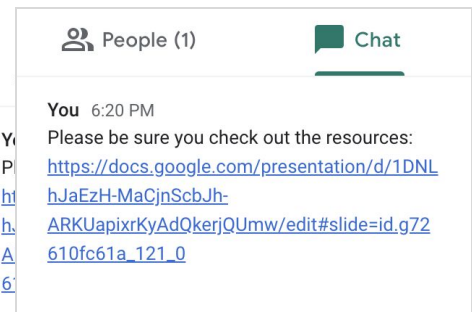 People (1)
Chat
You 6:20 PM
Please be sure you check out the resources:
https://docs.google.com/presentation/d/1DNL
hJaEzH-MaCjnScbJh-
ARKUapixrKyAdQkerjQUmw/edit#slide=id.g72
610fc61a_121_0